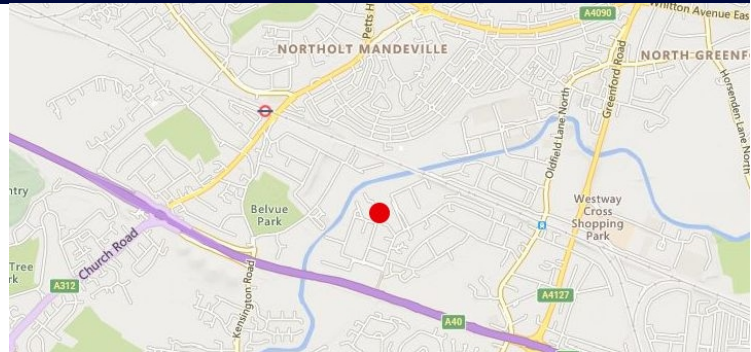 A4090
Whitton Avenue East
Petts H
NORTHOLT MANDEVILLE
NORTH GREENF
Greenford Road
Horsenden Lane North
Oldfield Lane North
Belvue
Park
Westway
Cross
Shopping
Park
ntry
Church Road
Tree
rk
A312
Kensington Road
A4127
A40